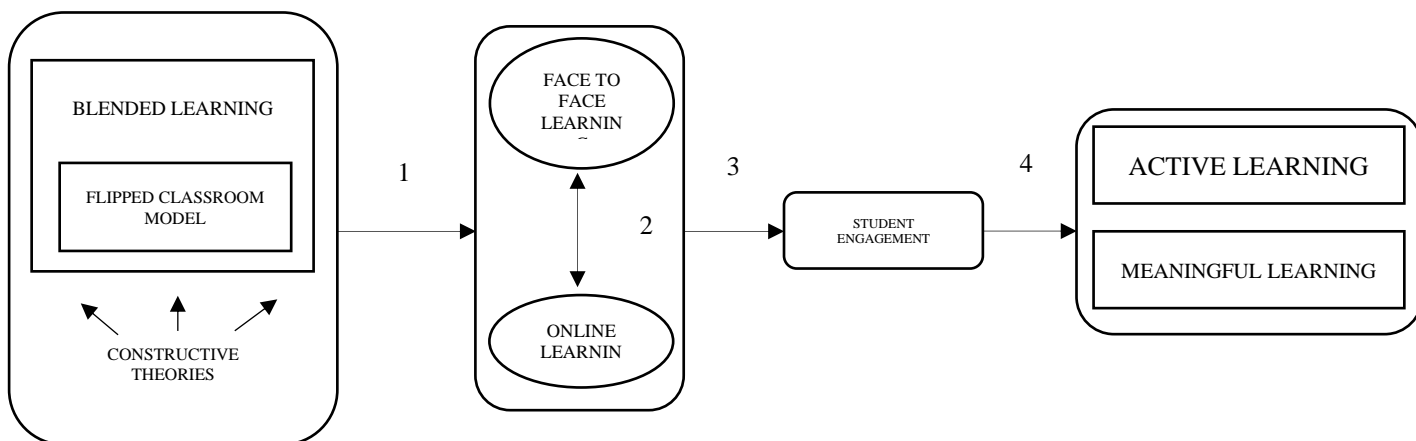 BLENDED LEARNING
FLIPPED CLASSROOM
MODEL
CONSTRUCTIVE
THEORIES
1
FACE TO
FACE
LEARNIN
2
ONLINE
LEARNIN
3
STUDENT
ENGAGEMENT
4
ACTIVE LEARNING
MEANINGFUL LEARNING